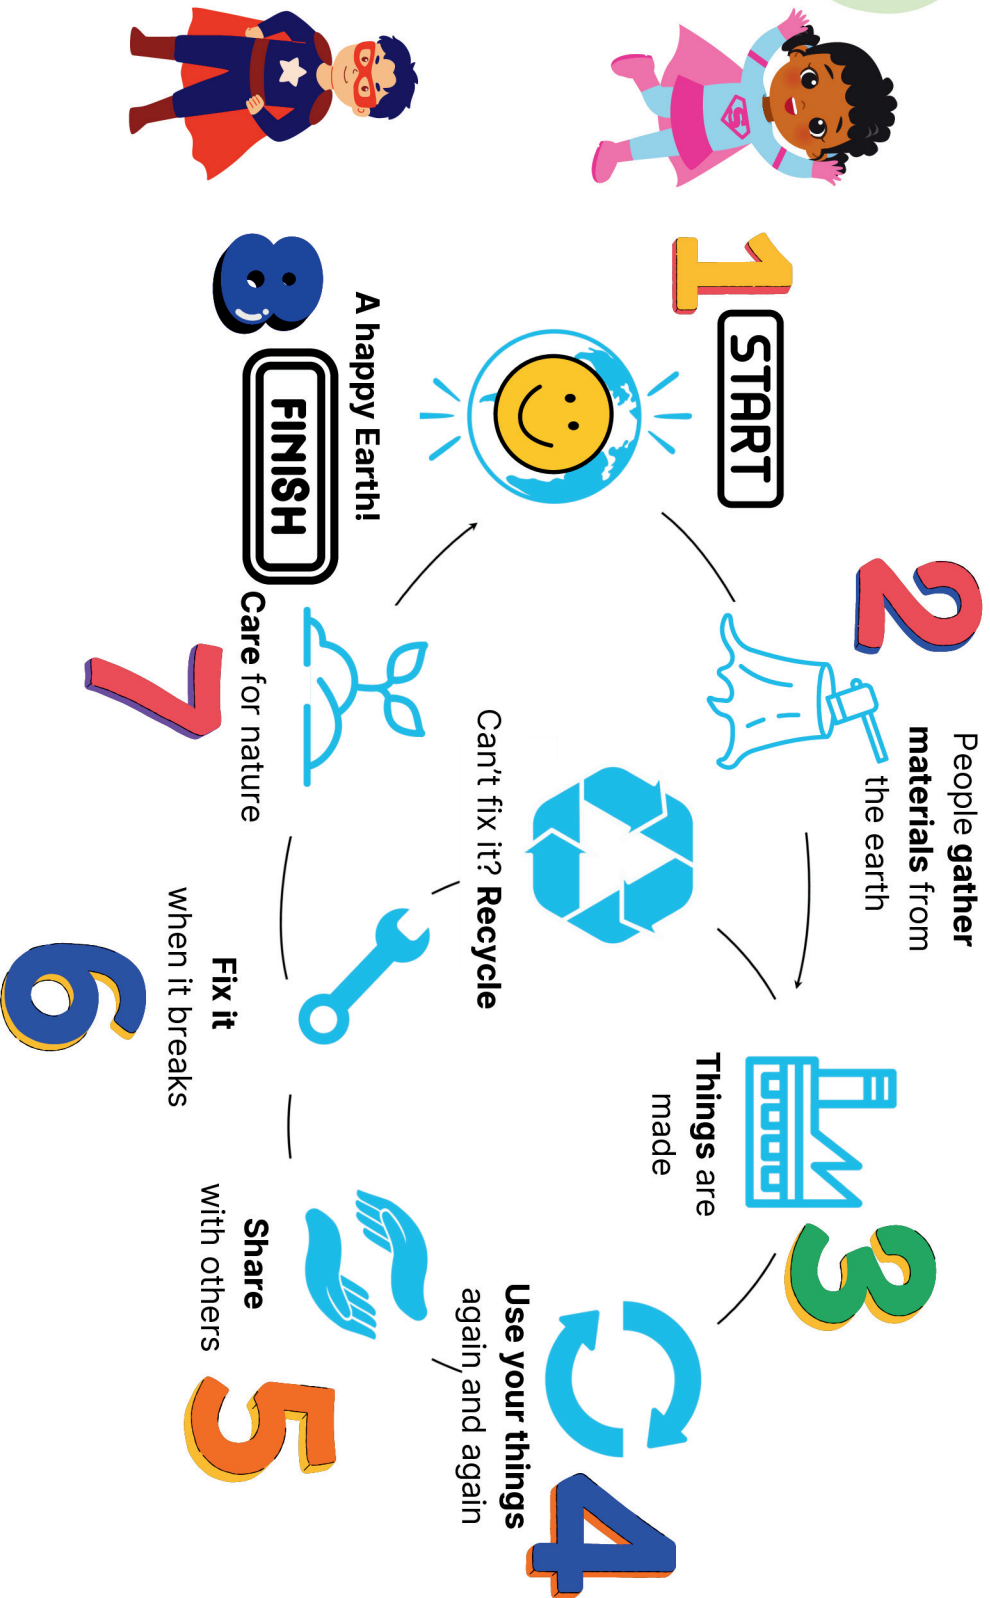 1
START
2
People gather
materials from
the earth
3
Things are
made
4
Use your things
again and again
5
Share
with others
6
Fix it
when it breaks
Can't fix it? Recycle
7
Care for nature
8
A happy Earth!
FINISH
S